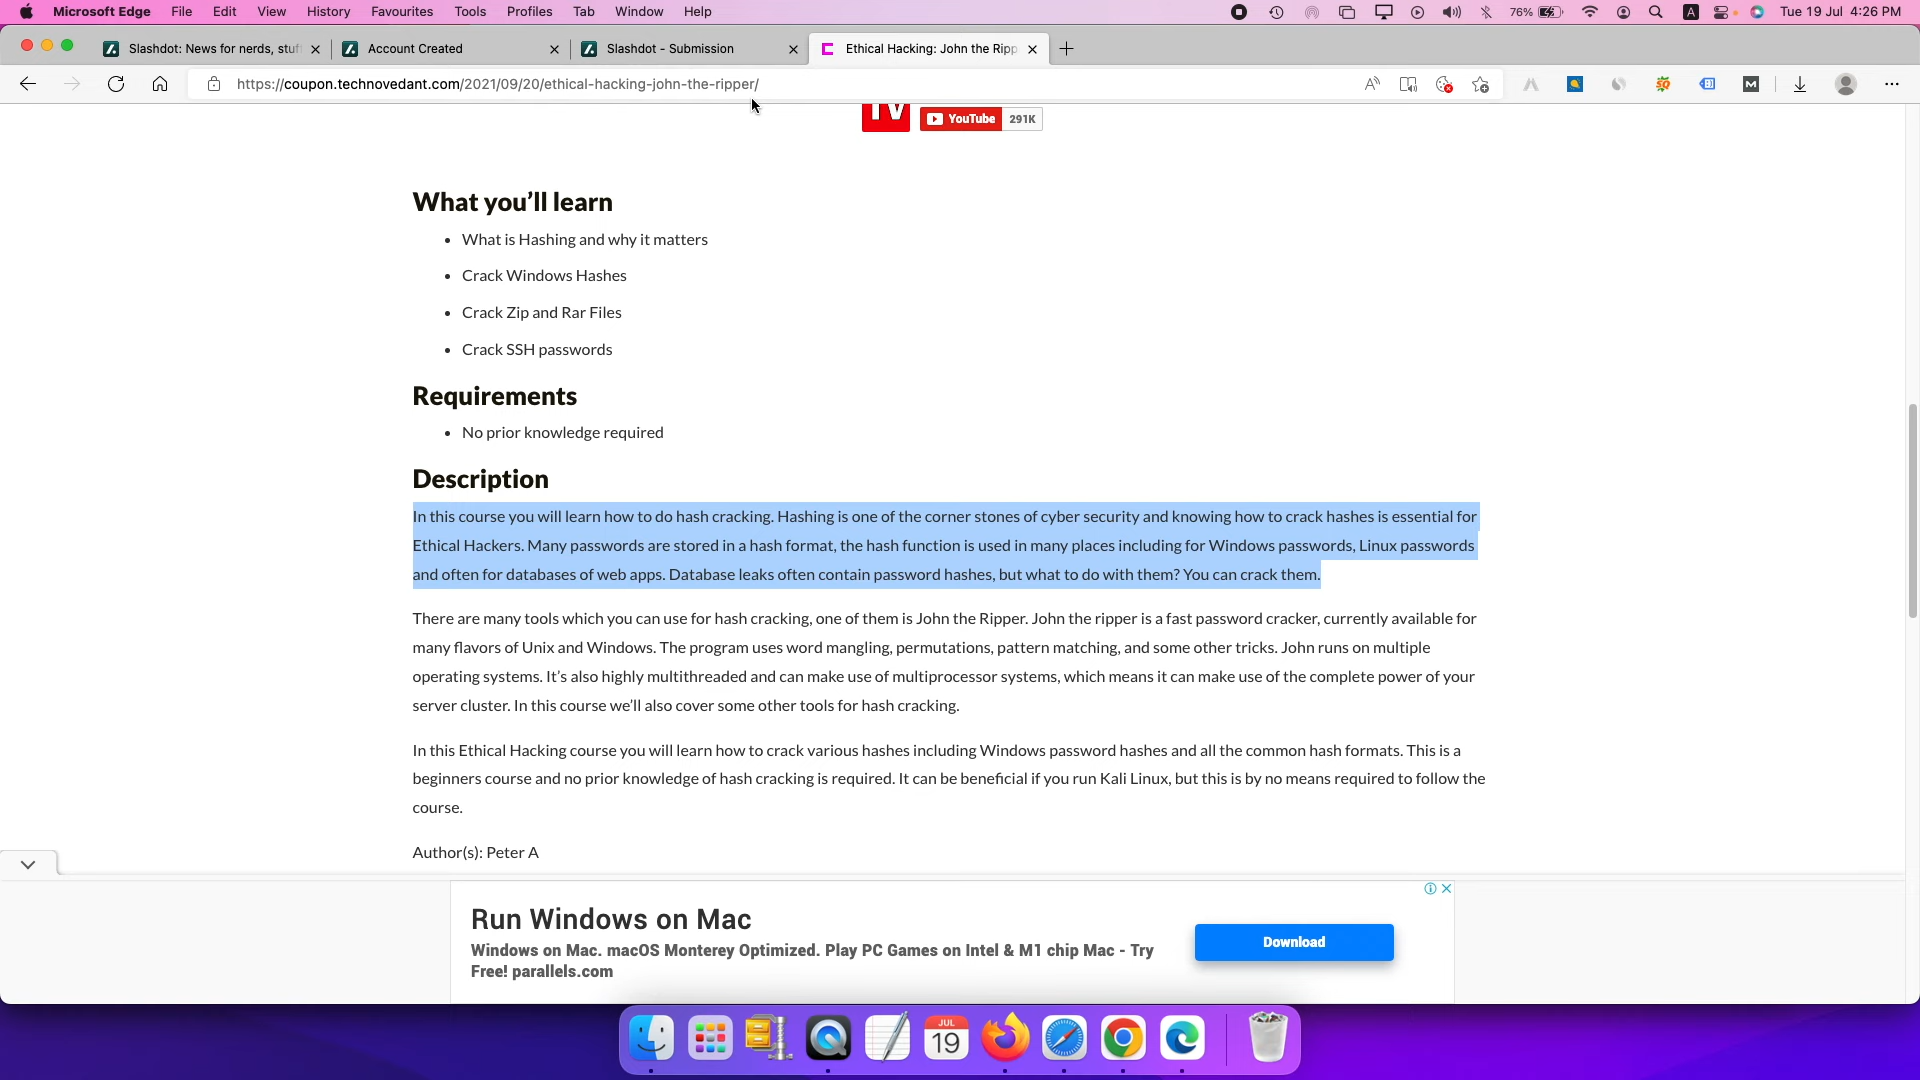 Microsoft Edge File Edit View History Favourites Tools Profiles Tab Window Help 76% A Tue 19 Jul 4:26 PM
Slashdot: News for nerds, stuf Account Created Slashdot - Submission Ethical Hacking: John the Ripp
https://coupon.technovedant.com/2021/09/20/ethical-hacking-john-the-ripper/
TV YouTube 291K
What you'll learn
• What is Hashing and why it matters
• Crack Windows Hashes
• Crack Zip and Rar Files
• Crack SSH passwords
Requirements
• No prior knowledge required
Description
In this course you will learn how to do hash cracking. Hashing is one of the corner stones of cyber security and knowing how to crack hashes is essential for
Ethical Hackers. Many passwords are stored in a hash format, the hash function is used in many places including for Windows passwords, Linux passwords
and often for databases of web apps. Database leaks often contain password hashes, but what to do with them? You can crack them.
There are many tools which you can use for hash cracking, one of them is John the Ripper. John the ripper is a fast password cracker, currently available for
many flavors of Unix and Windows. The program uses word mangling, permutations, pattern matching, and some other tricks. John runs on multiple
operating systems. It's also highly multithreaded and can make use of multiprocessor systems, which means it can make use of the complete power of your
server cluster. In this course we'll also cover some other tools for hash cracking.
In this Ethical Hacking course you will learn how to crack various hashes including Windows password hashes and all the common hash formats. This is a
beginners course and no prior knowledge of hash cracking is required. It can be beneficial if you run Kali Linux, but this is by no means required to follow the
course.
Author(s): Peter A
Run Windows on Mac
Windows on Mac. macOS Monterey Optimized. Play PC Games on Intel & M1 chip Mac - Try
Free! parallels.com
Download
JUL
19